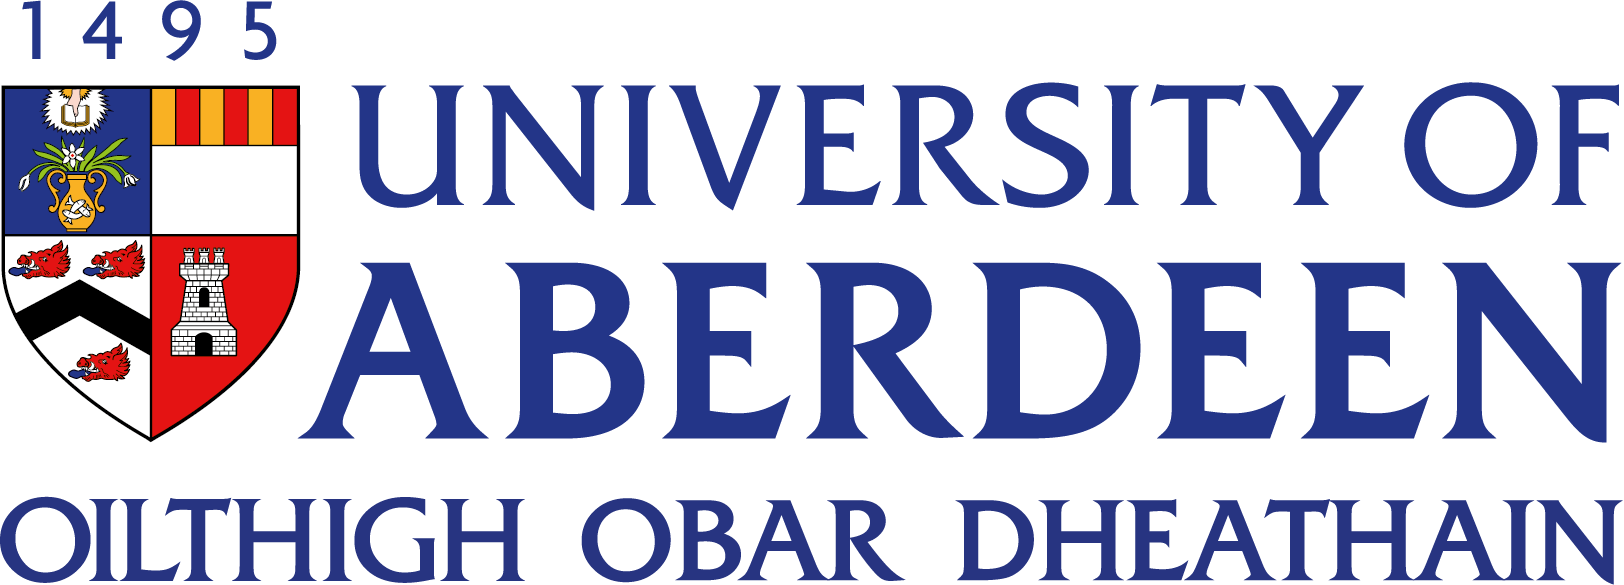 1495
UNIVERSITY OF
ABERDEEN
OILTHIGH OBAR DHEATHAIN